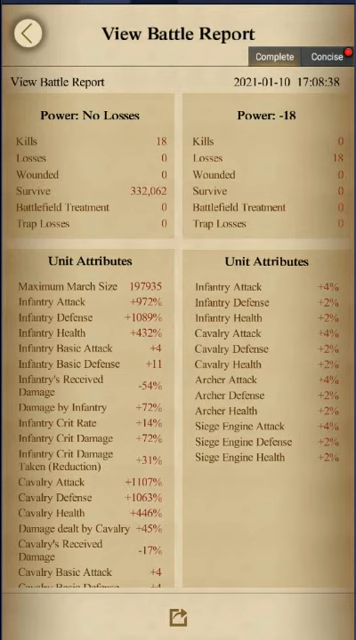 View Battle Report
Complete
Concise
View Battle Report
2021-01-10 17:08:38
Power: No Losses
Kills 18
Losses 0
Wounded 0
Survive 332,062
Battlefield Treatment 0
Trap Losses 0
Power: -18
Kills 0
Losses 18
Wounded 0
Survive 0
Battlefield Treatment 0
Trap Losses 0
Unit Attributes
Maximum March Size 197935
Infantry Attack +972%
Infantry Defense +1089%
Infantry Health +432%
Infantry Basic Attack +4
Infantry Basic Defense +11
Infantry's Received
Damage -54%
Damage by Infantry +72%
Infantry Crit Rate +14%
Infantry Crit Damage +72%
Infantry Crit Damage
Taken (Reduction) +31%
Cavalry Attack +1107%
Cavalry Defense +1063%
Cavalry Health +446%
Damage dealt by Cavalry +45%
Cavalry's Received
Damage -17%
Cavalry Basic Attack +4
Cavalry Basic Defense +4
Unit Attributes
Infantry Attack +4%
Infantry Defense +2%
Infantry Health +2%
Cavalry Attack +4%
Cavalry Defense +2%
Cavalry Health +2%
Archer Attack +4%
Archer Defense +2%
Archer Health +2%
Siege Engine Attack +4%
Siege Engine Defense +2%
Siege Engine Health +2%